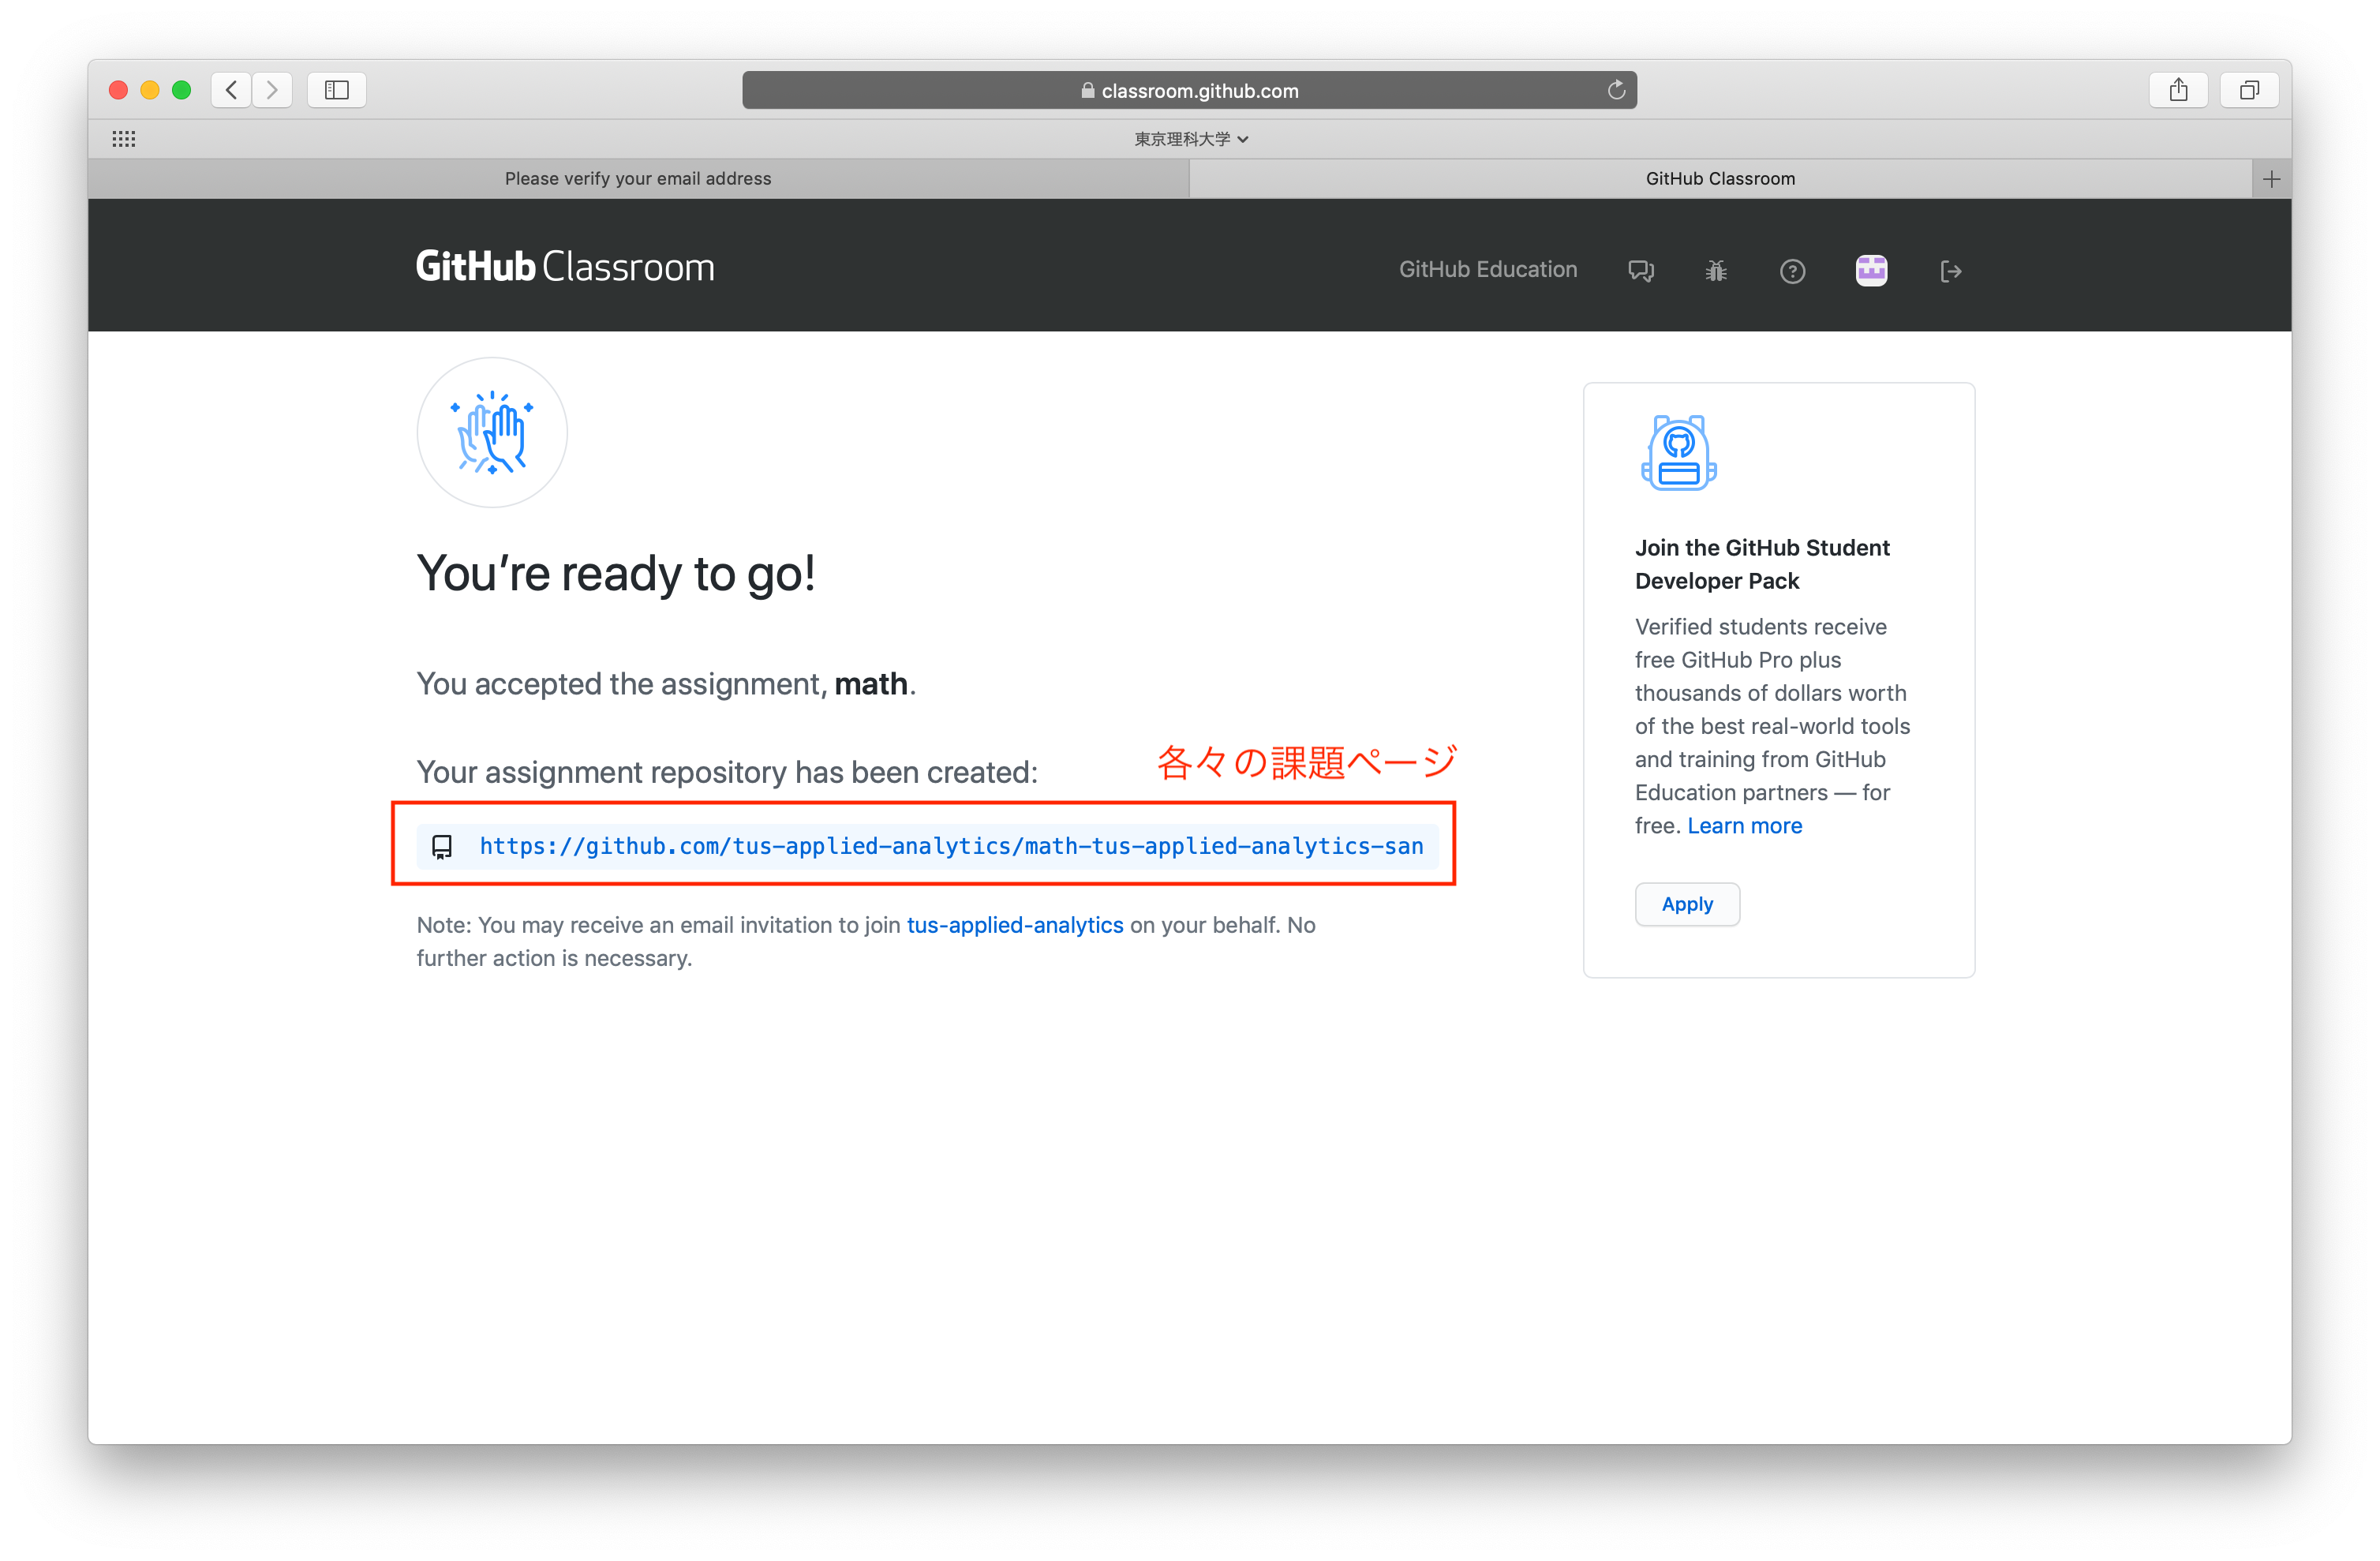 classroom.github.com
東京理科大学
Please verify your email address
GitHub Classroom
GitHub Classroom
GitHub Education
You're ready to go!
You accepted the assignment, math.
Your assignment repository has been created:
各々の課題ページ
https://github.com/tus-applied-analytics/math-tus-applied-analytics-san
Note: You may receive an email invitation to join tus-applied-analytics on your behalf. No
further action is necessary.
Join the GitHub Student
Developer Pack
Verified students receive
free GitHub Pro plus
thousands of dollars worth
of the best real-world tools
and training from GitHub
Education partners — for
free. Learn more
Apply